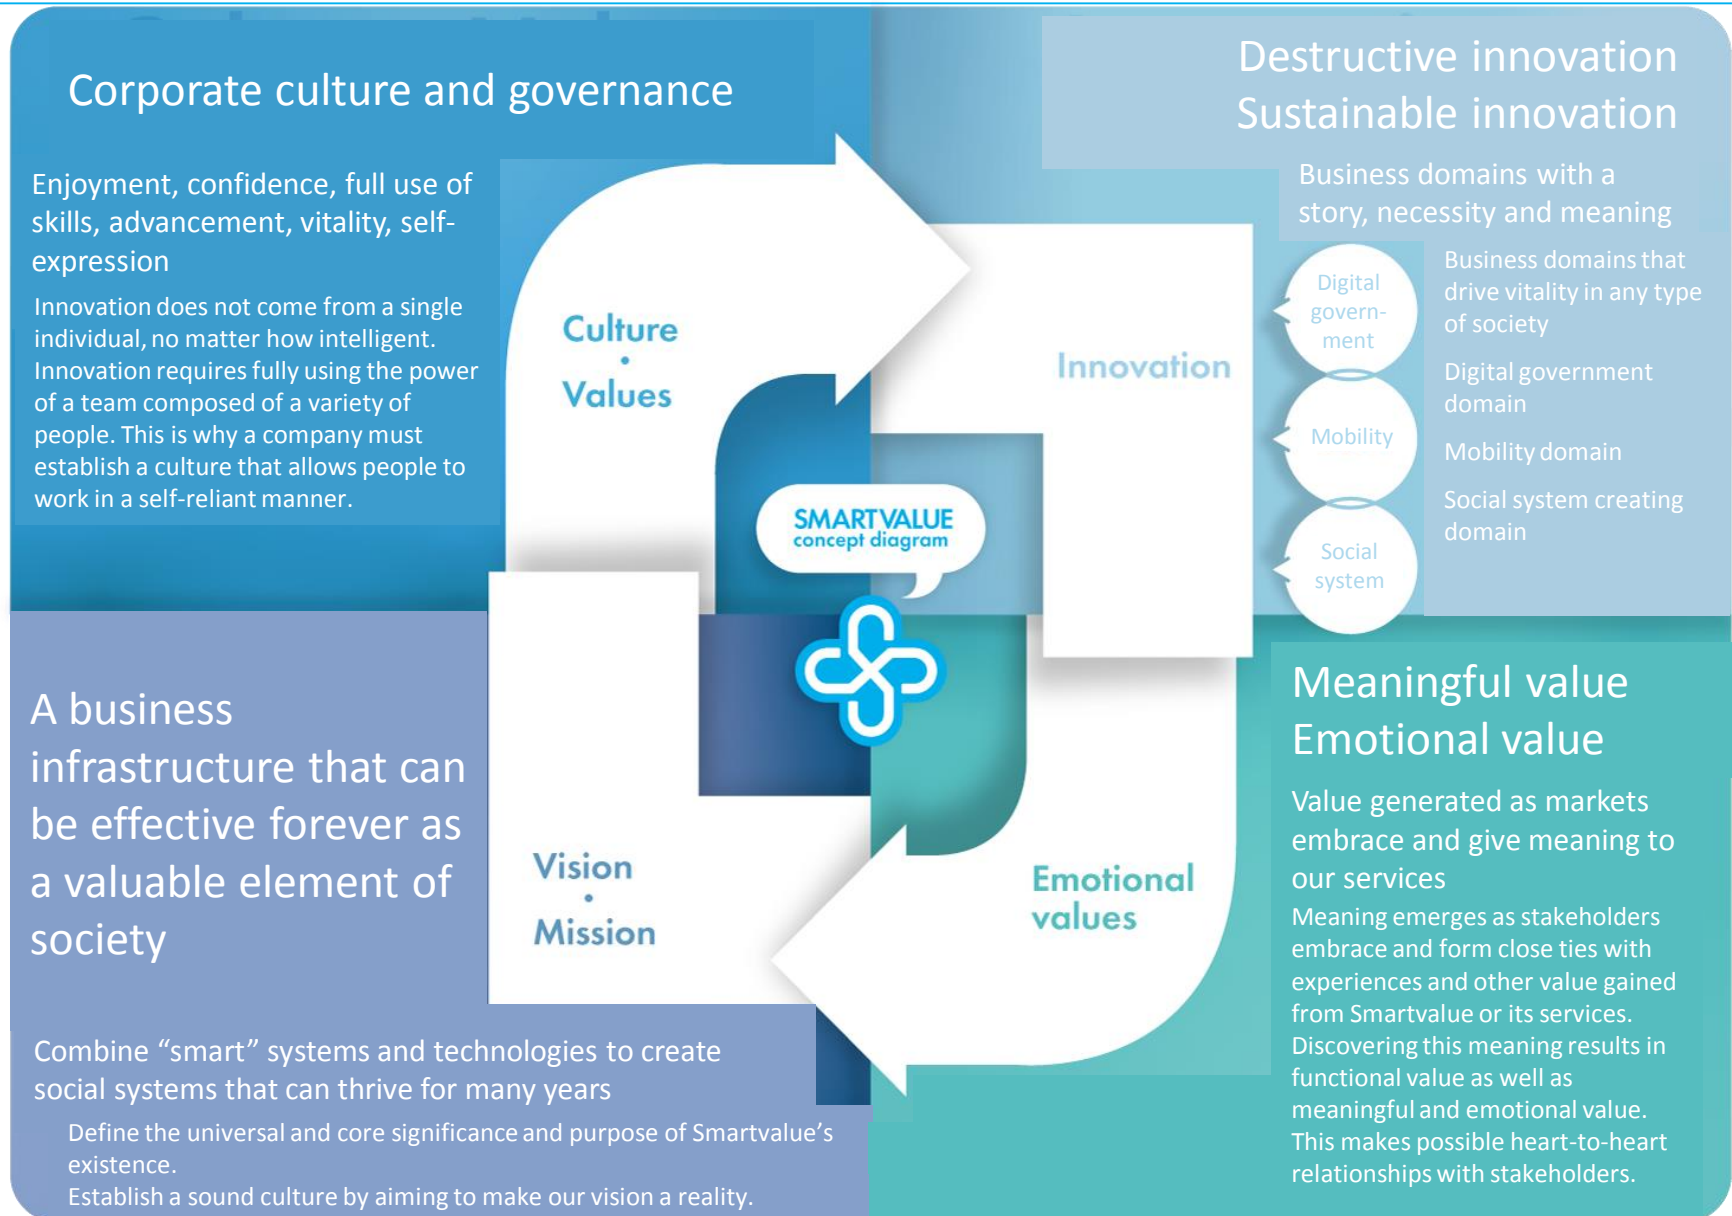 Corporate culture and governance
Enjoyment, confidence, full use of
skills, advancement, vitality, self-
expression
Innovation does not come from a single
individual, no matter how intelligent.
Innovation requires fully using the power
of a team composed of a variety of
people. This is why a company must
establish a culture that allows people to
work in a self-reliant manner.
Culture
•
Values
Destructive innovation
Sustainable innovation
Business domains with a
story, necessity and meaning
Innovation
Digital
govern-
ment
Mobility
Social
system
Business domains that
drive vitality in any type
of society
Digital government
domain
Mobility domain
Social system creating
domain
SMARTVALUE
concept diagram
A business
infrastructure that can
be effective forever as
a valuable element of
society
Vision
•
Mission
Combine “smart” systems and technologies to create
social systems that can thrive for many years
Define the universal and core significance and purpose of Smartvalue’s
existence.
Establish a sound culture by aiming to make our vision a reality.
Emotional
values
Meaningful value
Emotional value
Value generated as markets
embrace and give meaning to
our services
Meaning emerges as stakeholders
embrace and form close ties with
experiences and other value gained
from Smartvalue or its services.
Discovering this meaning results in
functional value as well as
meaningful and emotional value.
This makes possible heart-to-heart
relationships with stakeholders.